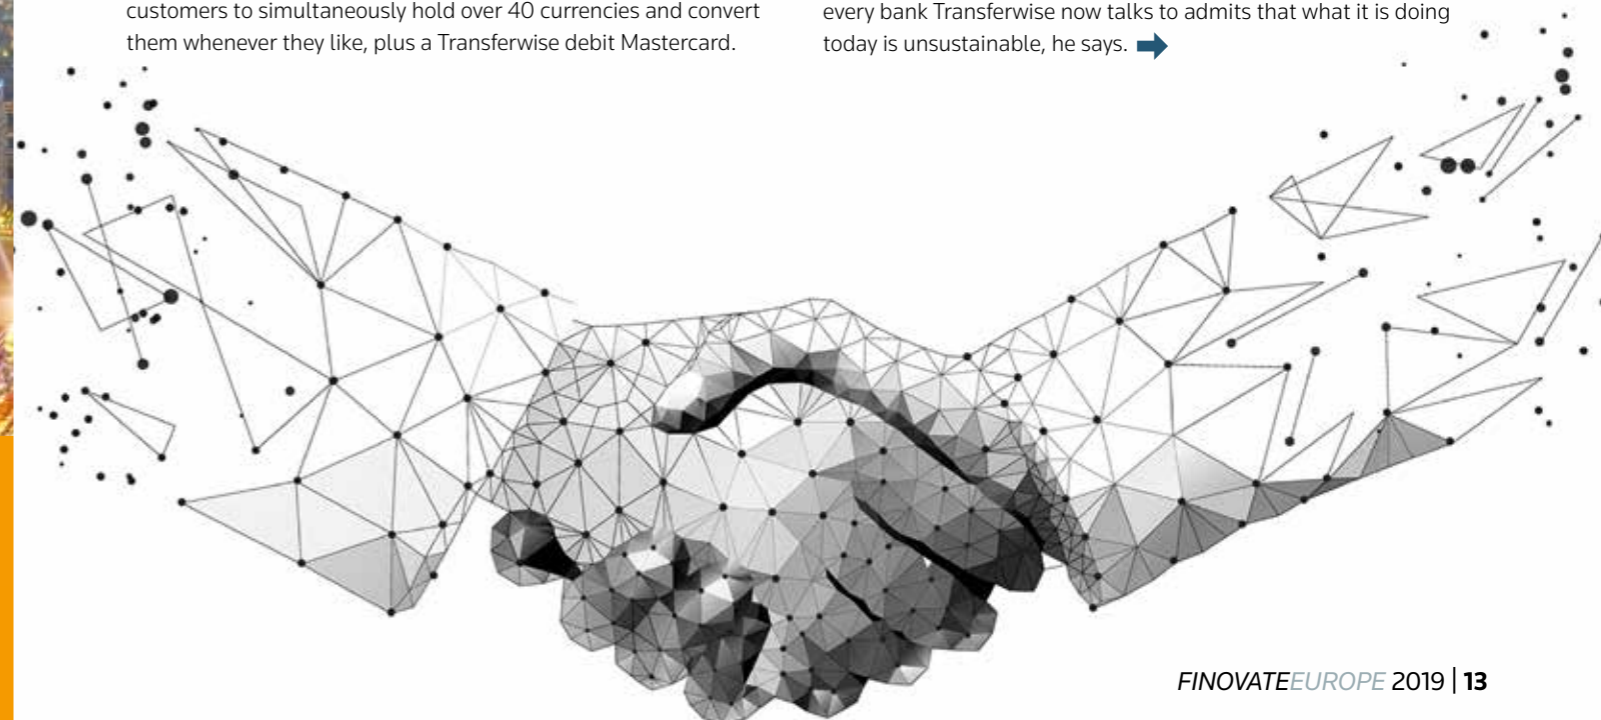 customers to simultaneously hold over 40 currencies and convert
them whenever they like, plus a Transferwise debit Mastercard.
every bank Transferwise now talks to admits that what it is doing
today is unsustainable, he says.
FINOVATEEUROPE 2019 | 13